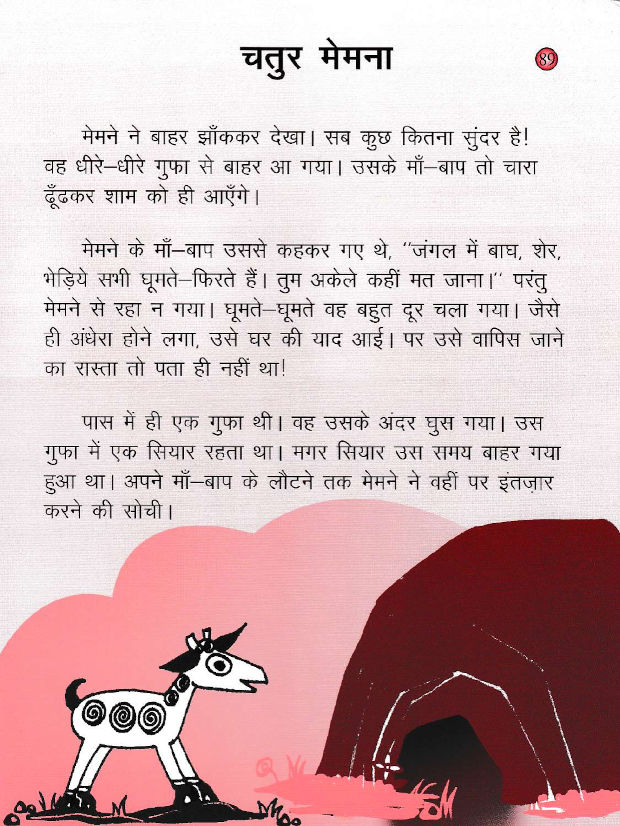 चतुर मेमना
89
मेमने ने बाहर झाँककर देखा। सब कुछ कितना सुंदर है!
वह धीरे–धीरे गुफा से बाहर आ गया। उसके माँ–बाप तो चारा
ढूँढकर शाम को ही आएँगे।
मेमने के माँ–बाप उससे कहकर गए थे, "जंगल में बाघ, शेर,
भेड़िये सभी घूमते–फिरते हैं। तुम अकेले कहीं मत जाना।" परंतु
मेमने से रहा न गया। घूमते–घूमते वह बहुत दूर चला गया। जैसे
ही अंधेरा होने लगा, उसे घर की याद आई। पर उसे वापिस जाने
का रास्ता तो पता ही नहीं था!
पास में ही एक गुफा थी। वह उसके अंदर घुस गया। उस
गुफा में एक सियार रहता था। मगर सियार उस समय बाहर गया
हुआ था। अपने माँ–बाप के लौटने तक मेमने ने वहीं पर इंतज़ार
करने की सोची।